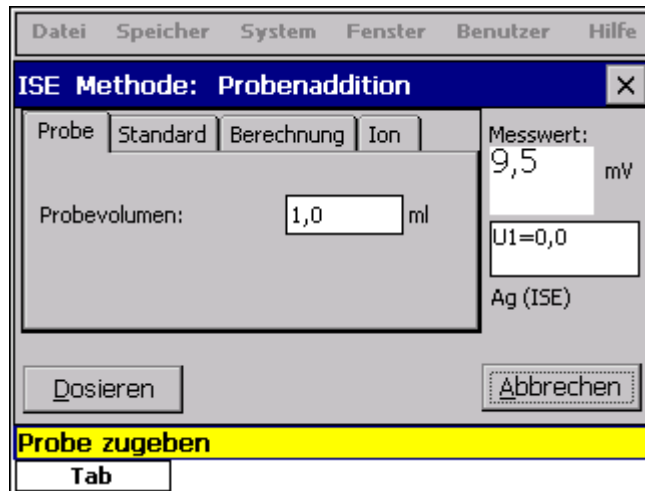 Datei Speicher System Fenster Benutzer Hilfe
ISE Methode: Probenaddition
Probe Standard Berechnung Ion
Messwert:
9,5 mV
Probevolumen: 1,0 ml
U1=0,0
Ag (ISE)
Dosieren Abbrechen
Probe zugeben
Tab